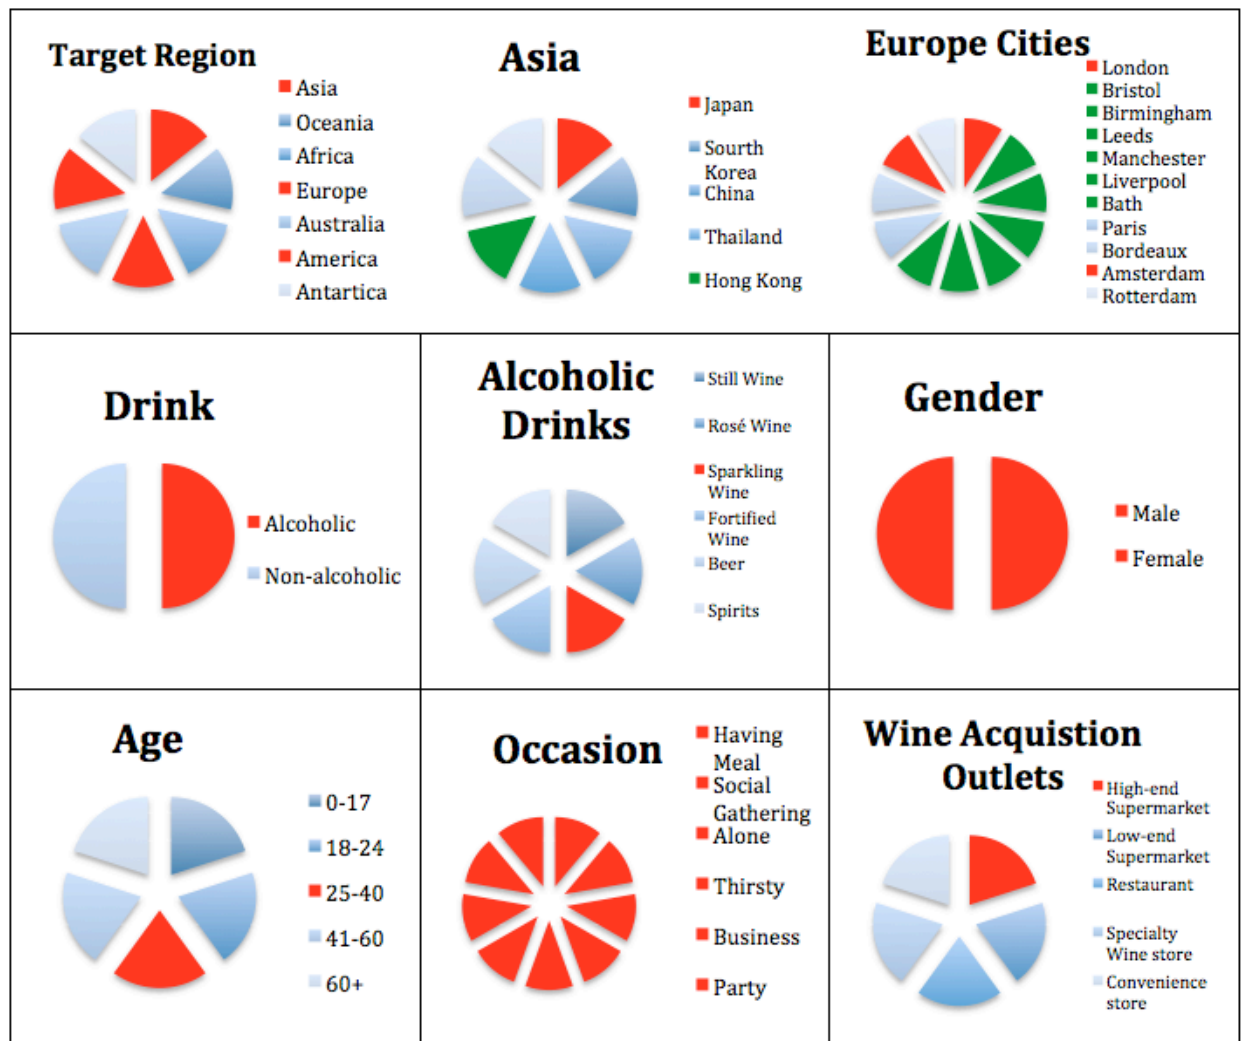 Target Region
Asia
Oceania
Africa
Europe
Australia
America
Antartica
Asia
Japan
Sourth
Korea
China
Thailand
Hong Kong
Europe Cities
London
Bristol
Birmingham
Leeds
Manchester
Liverpool
Bath
Paris
Bordeaux
Amsterdam
Rotterdam
Drink
Alcoholic
Non-alcoholic
Alcoholic
Drinks
Still Wine
Rosé Wine
Sparkling
Wine
Fortified
Wine
Beer
Spirits
Gender
Male
Female
Age
0-17
18-24
25-40
41-60
60+
Occasion
Having
Meal
Social
Gathering
Alone
Thirsty
Business
Party
Wine Acquistion
Outlets
High-end
Supermarket
Low-end
Supermarket
Restaurant
Specialty
Wine store
Convenience
store